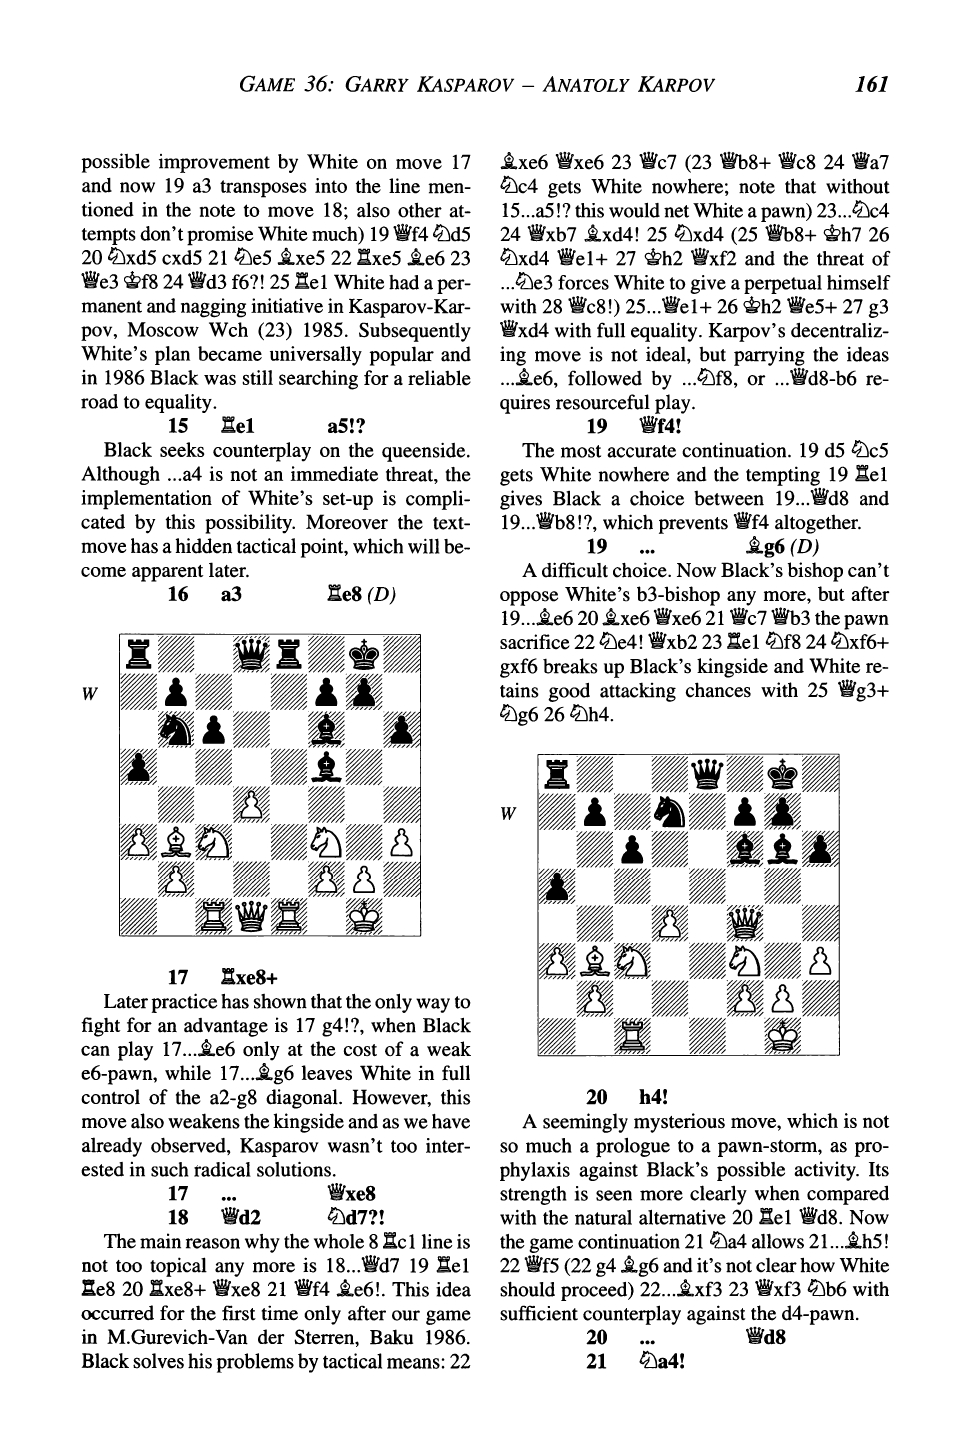 GAME 36: GARRY KASPAROV – ANATOLY KARPOV 161
possible improvement by White on move 17
and now 19 a3 transposes into the line men-
tioned in the note to move 18; also other at-
tempts don't promise White much) 19 ♕f4 ♘d5
20 ♘xd5 cxd5 21 ♘e5 ♗xe5 22 ♖xe5 ♗e6 23
♕e3 ♔f8 24 ♕d3 f6?! 25 ♖e1 White had a per-
manent and nagging initiative in Kasparov-Kar-
pov, Moscow Wch (23) 1985. Subsequently
White's plan became universally popular and
in 1986 Black was still searching for a reliable
road to equality.
15 ♖e1 a5!?
Black seeks counterplay on the queenside.
Although ...a4 is not an immediate threat, the
implementation of White's set-up is compli-
cated by this possibility. Moreover the text-
move has a hidden tactical point, which will be-
come apparent later.
16 a3 ♖e8 (D)
W
17 ♖xe8+
Later practice has shown that the only way to
fight for an advantage is 17 g4!?, when Black
can play 17...♗e6 only at the cost of a weak
e6-pawn, while 17...♗g6 leaves White in full
control of the a2-g8 diagonal. However, this
move also weakens the kingside and as we have
already observed, Kasparov wasn't too inter-
ested in such radical solutions.
17 ... ♕xe8
18 ♕d2 ♘d7?!
The main reason why the whole 8 ♖c1 line is
not too topical any more is 18...♕d7 19 ♖e1
♖e8 20 ♖xe8+ ♕xe8 21 ♕f4 ♗e6!. This idea
occurred for the first time only after our game
in M.Gurevich-Van der Sterren, Baku 1986.
Black solves his problems by tactical means: 22
♗xe6 ♕xe6 23 ♕c7 (23 ♕b8+ ♕c8 24 ♕a7
♘c4 gets White nowhere; note that without
15...a5!? this would net White a pawn) 23...♘c4
24 ♕xb7 ♗xd4! 25 ♘xd4 (25 ♕b8+ ♔h7 26
♘xd4 ♕e1+ 27 ♔h2 ♕xf2 and the threat of
...♘e3 forces White to give a perpetual himself
with 28 ♕c8!) 25...♕e1+ 26 ♔h2 ♕e5+ 27 g3
♕xd4 with full equality. Karpov's decentraliz-
ing move is not ideal, but parrying the ideas
...♗e6, followed by ...♘f8, or ...♕d8-b6 re-
quires resourceful play.
19 ♕f4!
The most accurate continuation. 19 d5 ♘c5
gets White nowhere and the tempting 19 ♖e1
gives Black a choice between 19...♕d8 and
19...♕b8!?, which prevents ♕f4 altogether.
19 ... ♗g6 (D)
A difficult choice. Now Black's bishop can't
oppose White's b3-bishop any more, but after
19...♗e6 20 ♗xe6 ♕xe6 21 ♕c7 ♕b3 the pawn
sacrifice 22 ♘e4! ♕xb2 23 ♖e1 ♘f8 24 ♘xf6+
gxf6 breaks up Black's kingside and White re-
tains good attacking chances with 25 ♕g3+
♘g6 26 ♘h4.
W
20 h4!
A seemingly mysterious move, which is not
so much a prologue to a pawn-storm, as pro-
phylaxis against Black's possible activity. Its
strength is seen more clearly when compared
with the natural alternative 20 ♖e1 ♕d8. Now
the game continuation 21 ♘a4 allows 21...♗h5!
22 ♕f5 (22 g4 ♗g6 and it's not clear how White
should proceed) 22...♗xf3 23 ♕xf3 ♘b6 with
sufficient counterplay against the d4-pawn.
20 ... ♕d8
21 ♘a4!